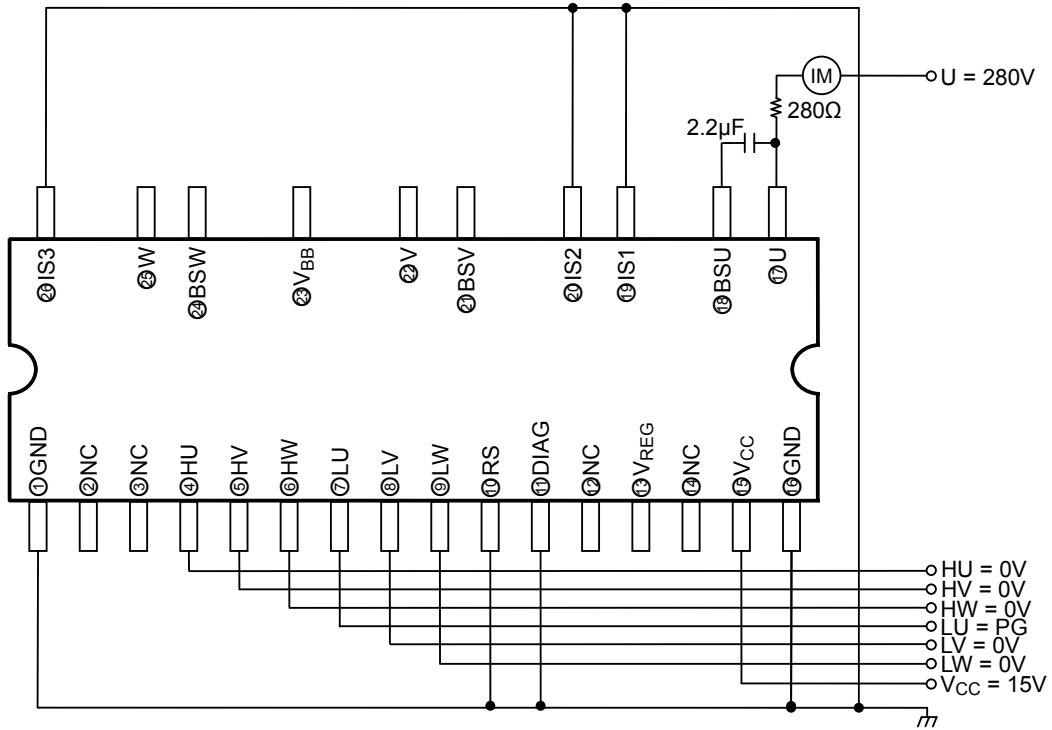 IM
U = 280V
280Ω
2.2μF
㉖IS3
㉕W
㉔BSW
㉓VBB
㉒V
㉑BSV
⑳IS2
⑲IS1
⑱BSU
⑰U
①GND
②NC
③NC
④HU
⑤HV
⑥HW
⑦LU
⑧LV
⑨LW
⑩RS
⑪DIAG
⑫NC
⑬VREG
⑭NC
⑮VCC
⑯GND
HU = 0V
HV = 0V
HW = 0V
LU = PG
LV = 0V
LW = 0V
VCC = 15V